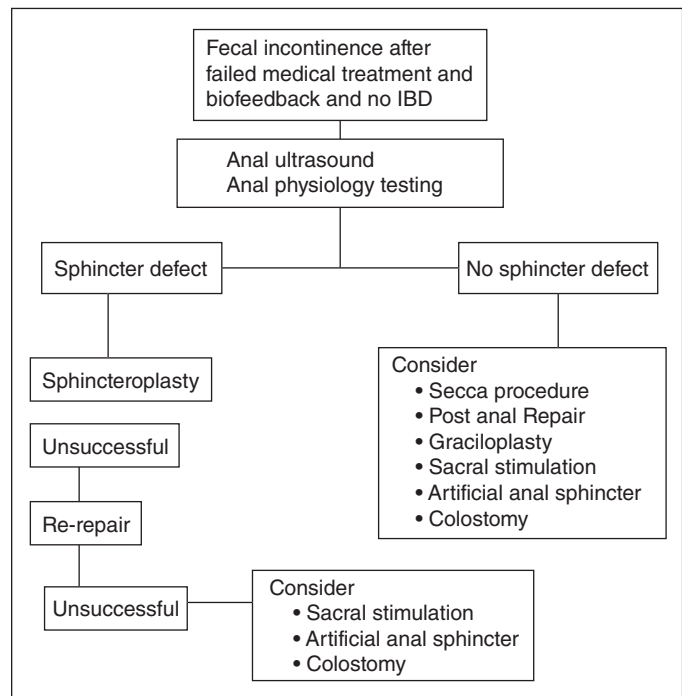 Fecal incontinence after
failed medical treatment and
biofeedback and no IBD
Anal ultrasound
Anal physiology testing
Sphincter defect
No sphincter defect
Sphincteroplasty
Unsuccessful
Re-repair
Unsuccessful
Consider
• Sacral stimulation
• Artificial anal sphincter
• Colostomy
Consider
• Secca procedure
• Post anal Repair
• Graciloplasty
• Sacral stimulation
• Artificial anal sphincter
• Colostomy